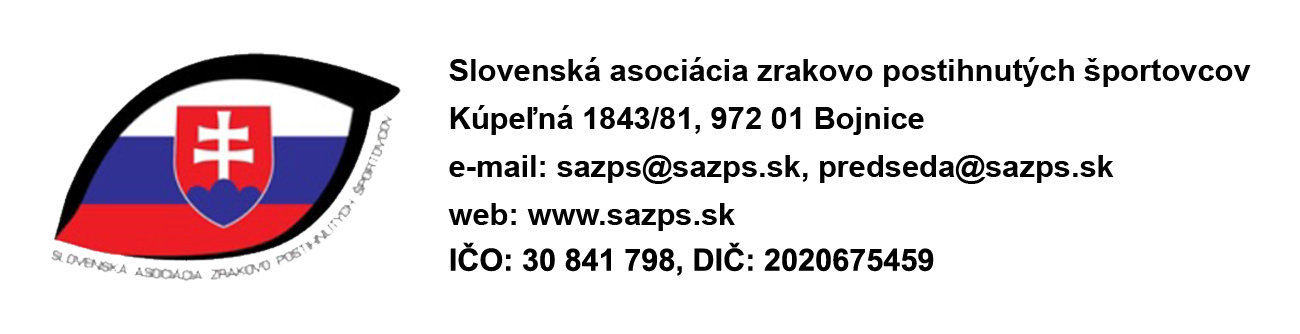 Slovenská asociácia zrakovo postihnutých športovcov
Kúpeľná 1843/81, 972 01 Bojnice
e-mail: sazps@sazps.sk, predseda@sazps.sk
web: www.sazps.sk
IČO: 30 841 798, DIČ: 2020675459
SLOVENSKÁ ASOCIÁCIA ZRAKOVO POSTIHNUTÝCH ŠPORTOVCOV